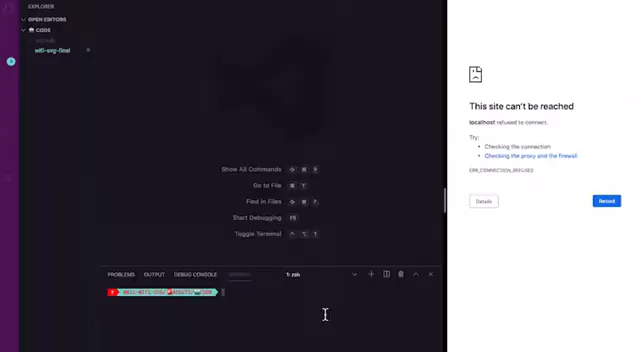 EXPLORER
OPEN EDITORS
CODE
wifi-svg-final
Show All Commands
Go to File
Find in Files
Start Debugging F5
Toggle Terminal
PROBLEMS OUTPUT DEBUG CONSOLE
1: zsh
This site can't be reached
localhost refused to connect.
Try:
Checking the connection
Checking the proxy and the firewall
ERR_CONNECTION_REFUSED
Details Reload